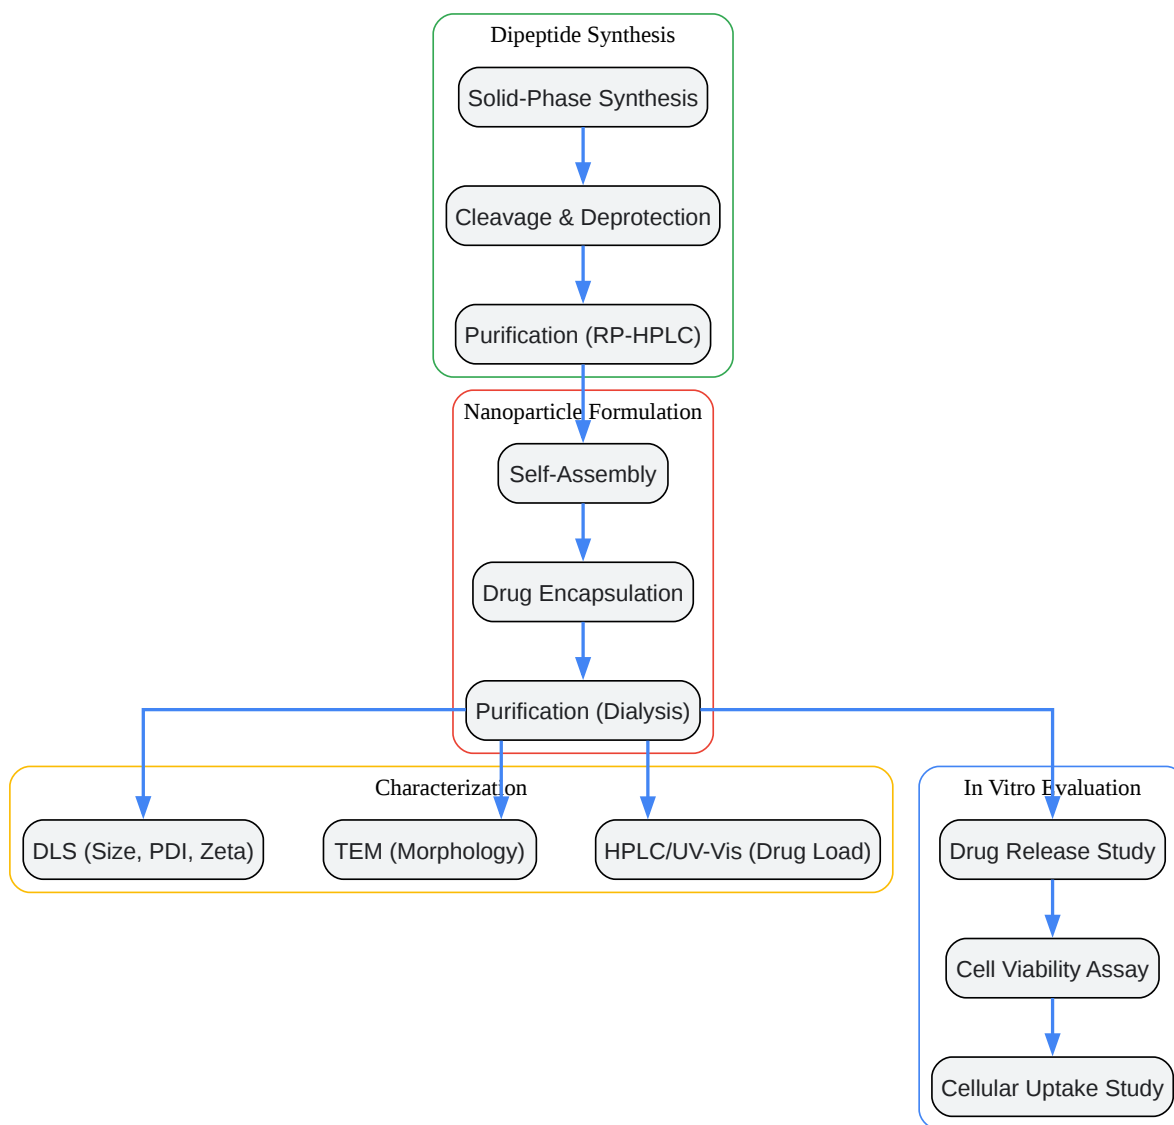 Dipeptide Synthesis
Solid-Phase Synthesis
Cleavage & Deprotection
Purification (RP-HPLC)
Nanoparticle Formulation
Self-Assembly
Drug Encapsulation
Purification (Dialysis)
Characterization
DLS (Size, PDI, Zeta)
TEM (Morphology)
HPLC/UV-Vis (Drug Load)
In Vitro Evaluation
Drug Release Study
Cell Viability Assay
Cellular Uptake Study